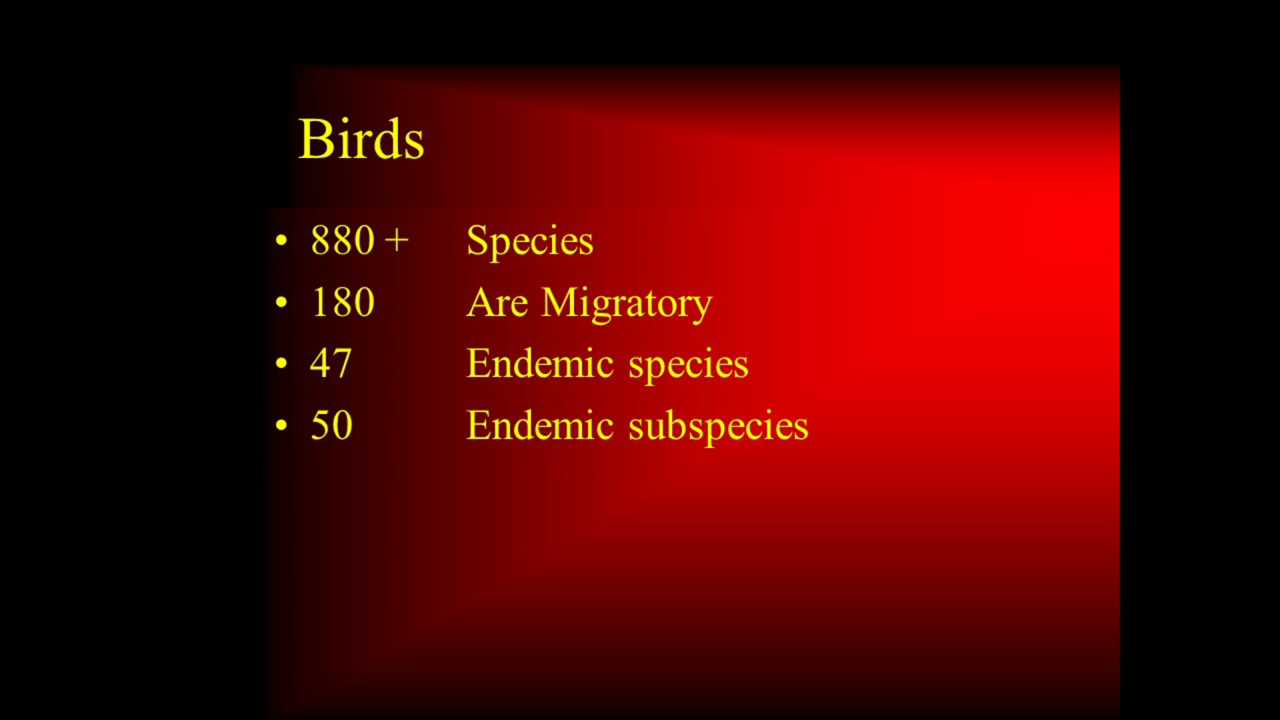 Birds
• 880 + Species
• 180 Are Migratory
• 47 Endemic species
• 50 Endemic subspecies